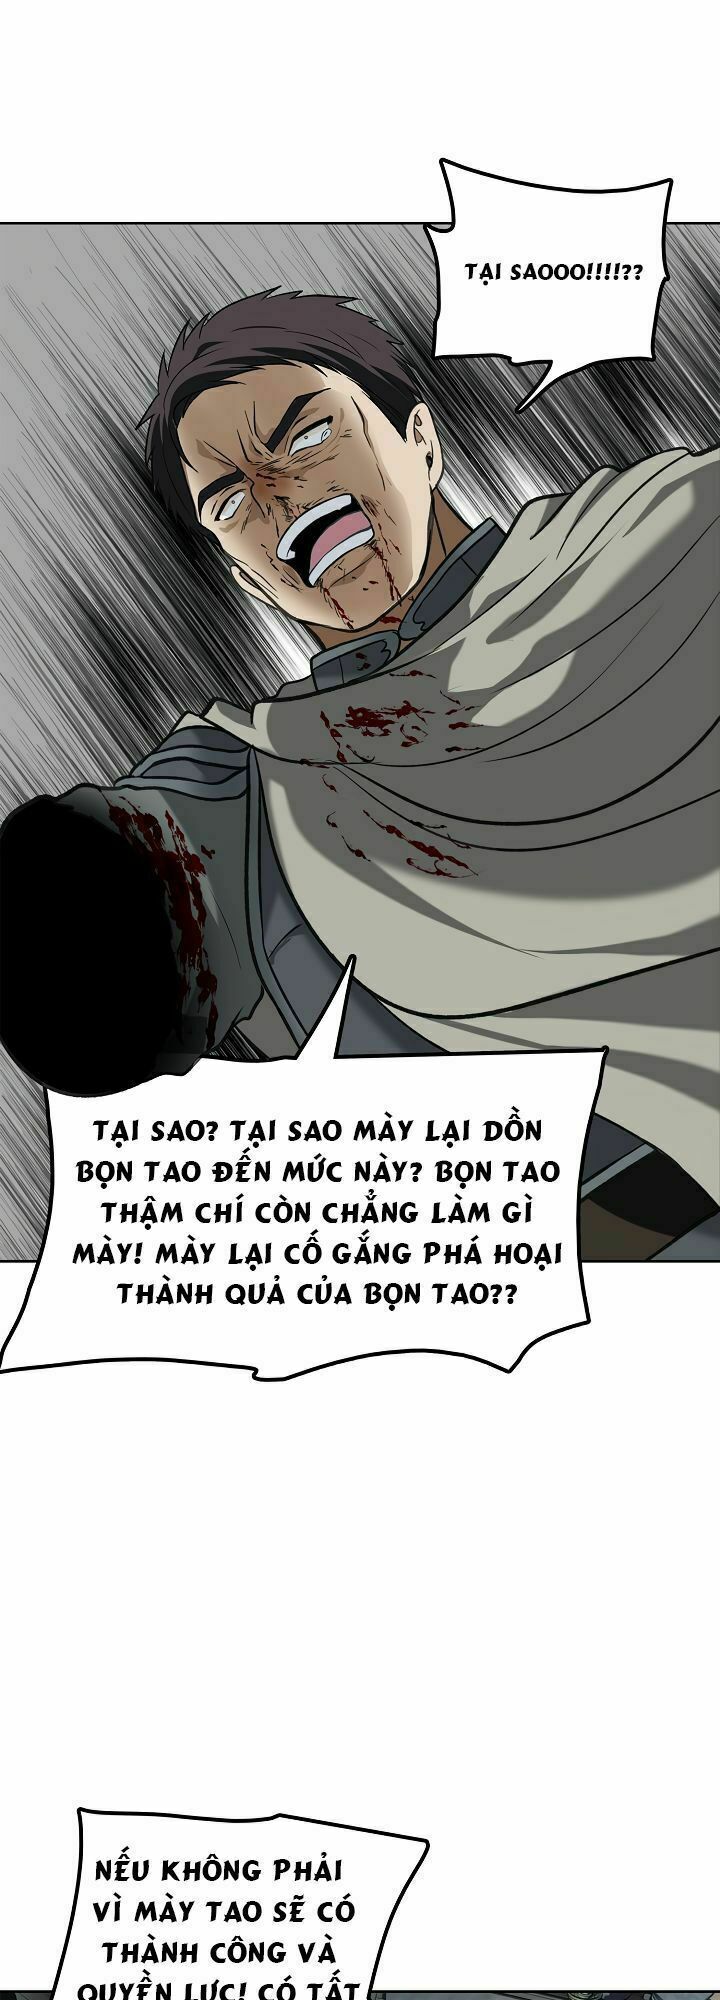 TẠI SAOOO!!!!??
TẠI SAO? TẠI SAO MÀY LẠI DỒN
BỌN TAO ĐẾN MỨC NÀY? BỌN TAO
THẬM CHÍ CÒN CHẲNG LÀM GÌ
MÀY! MÀY LẠI CỐ GẮNG PHÁ HOẠI
THÀNH QUẢ CỦA BỌN TAO??
NẾU KHÔNG PHẢI
VÌ MÀY TAO SẼ CÓ
THÀNH CÔNG VÀ
QUYỀN LỰC! CÓ TẤT